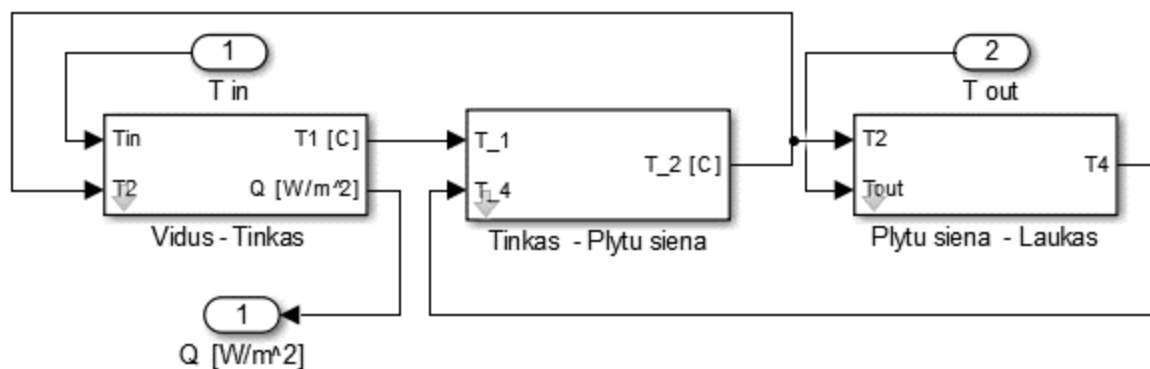 1
T in
2
T out
Tin
T2
T1 [C]
Q [W/m^2]
Vidus - Tinkas
T_1
T_4
T_2 [C]
Tinkas - Plytu siena
T2
Tout
T4
Plytu siena - Laukas
1
Q [W/m^2]